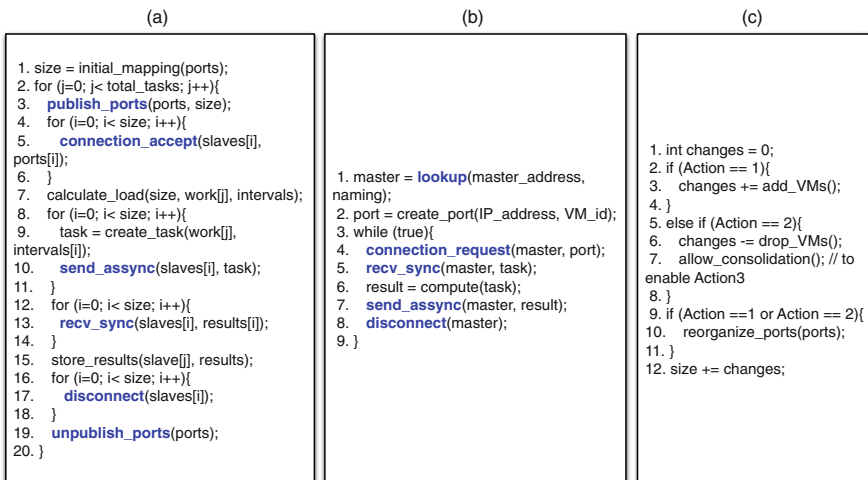 (a)
1. size = initial_mapping(ports);
2. for (j=0; j< total_tasks; j++){
3. publish_ports(ports, size);
4. for (i=0; i< size; i++){
5. connection_accept(slaves[i],
ports[i]);
6. }
7. calculate_load(size, work[j], intervals);
8. for (i=0; i< size; i++){
9. task = create_task(work[j],
intervals[i]);
10. send_assync(slaves[i], task);
11. }
12. for (i=0; i< size; i++){
13. recv_sync(slaves[i], results[i]);
14. }
15. store_results(slave[j], results);
16. for (i=0; i< size; i++){
17. disconnect(slaves[i]);
18. }
19. unpublish_ports(ports);
20. }
(b)
1. master = lookup(master_address,
naming);
2. port = create_port(IP_address, VM_id);
3. while (true){
4. connection_request(master, port);
5. recv_sync(master, task);
6. result = compute(task);
7. send_assync(master, result);
8. disconnect(master);
9. }
(c)
1. int changes = 0;
2. if (Action == 1){
3. changes += add_VMs();
4. }
5. else if (Action == 2){
6. changes -= drop_VMs();
7. allow_consolidation(); // to
enable Action3
8. }
9. if (Action ==1 or Action == 2){
10. reorganize_ports(ports);
11. }
12. size += changes;